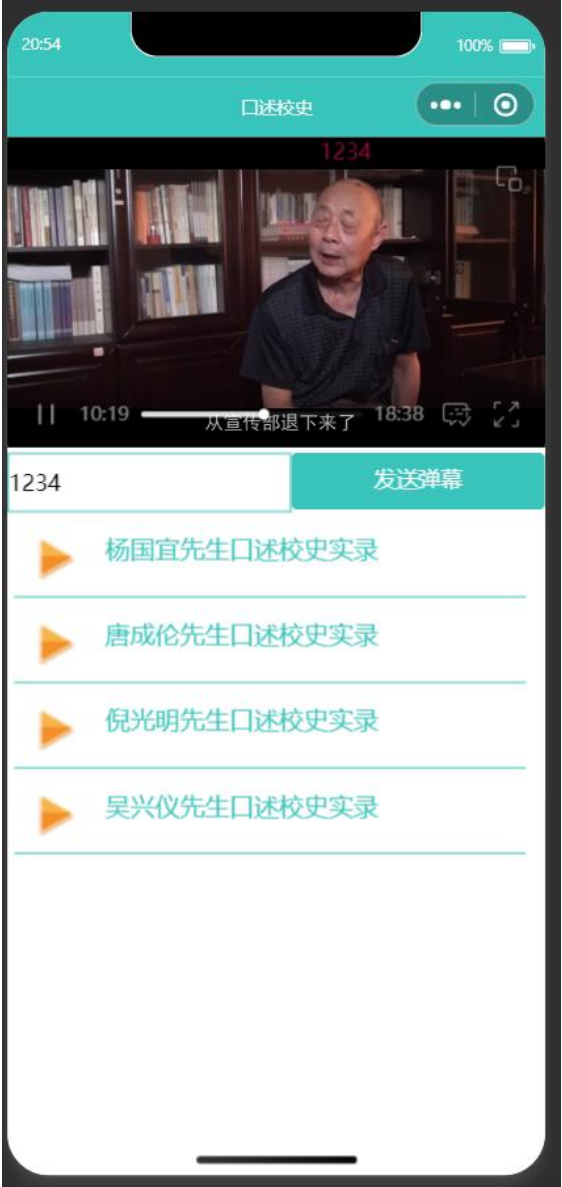 20:54
100%
口述校史
1234
10:19
18:38
从宣传部退下来了
1234
发送弹幕
杨国宜先生口述校史实录
唐成伦先生口述校史实录
倪光明先生口述校史实录
吴兴仪先生口述校史实录